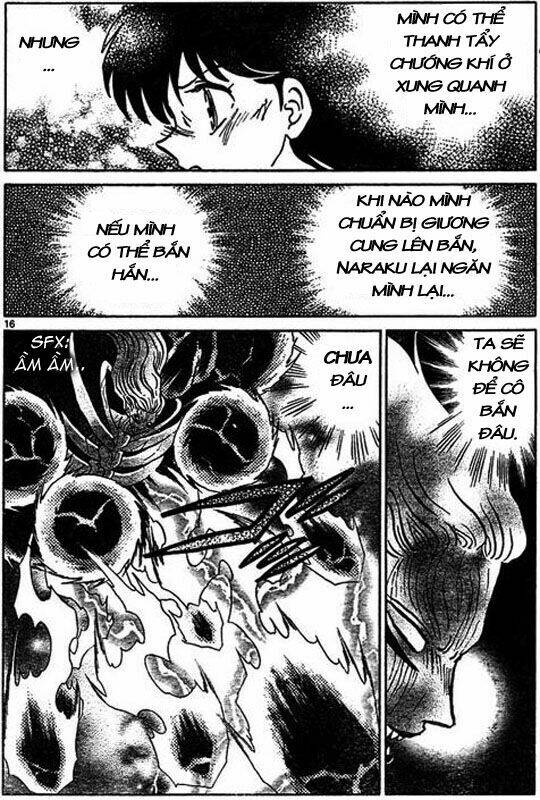 MÌNH CÓ THỂ
THANH TẨY
CHƯỚNG KHÍ Ở
XUNG QUANH
MÌNH...
NHƯNG
...
KHI NÀO MÌNH
CHUẨN BỊ GIƯƠNG
CUNG LÊN BẮN,
NARAKU LẠI NGĂN
MÌNH LẠI...
NẾU MÌNH
CÓ THỂ BẮN
HẮN...
16
TA SẼ
KHÔNG
ĐỂ CÔ
BẮN
ĐÂU.
CHƯA
ĐÂU
...
SFX:
ẦM ẦM..